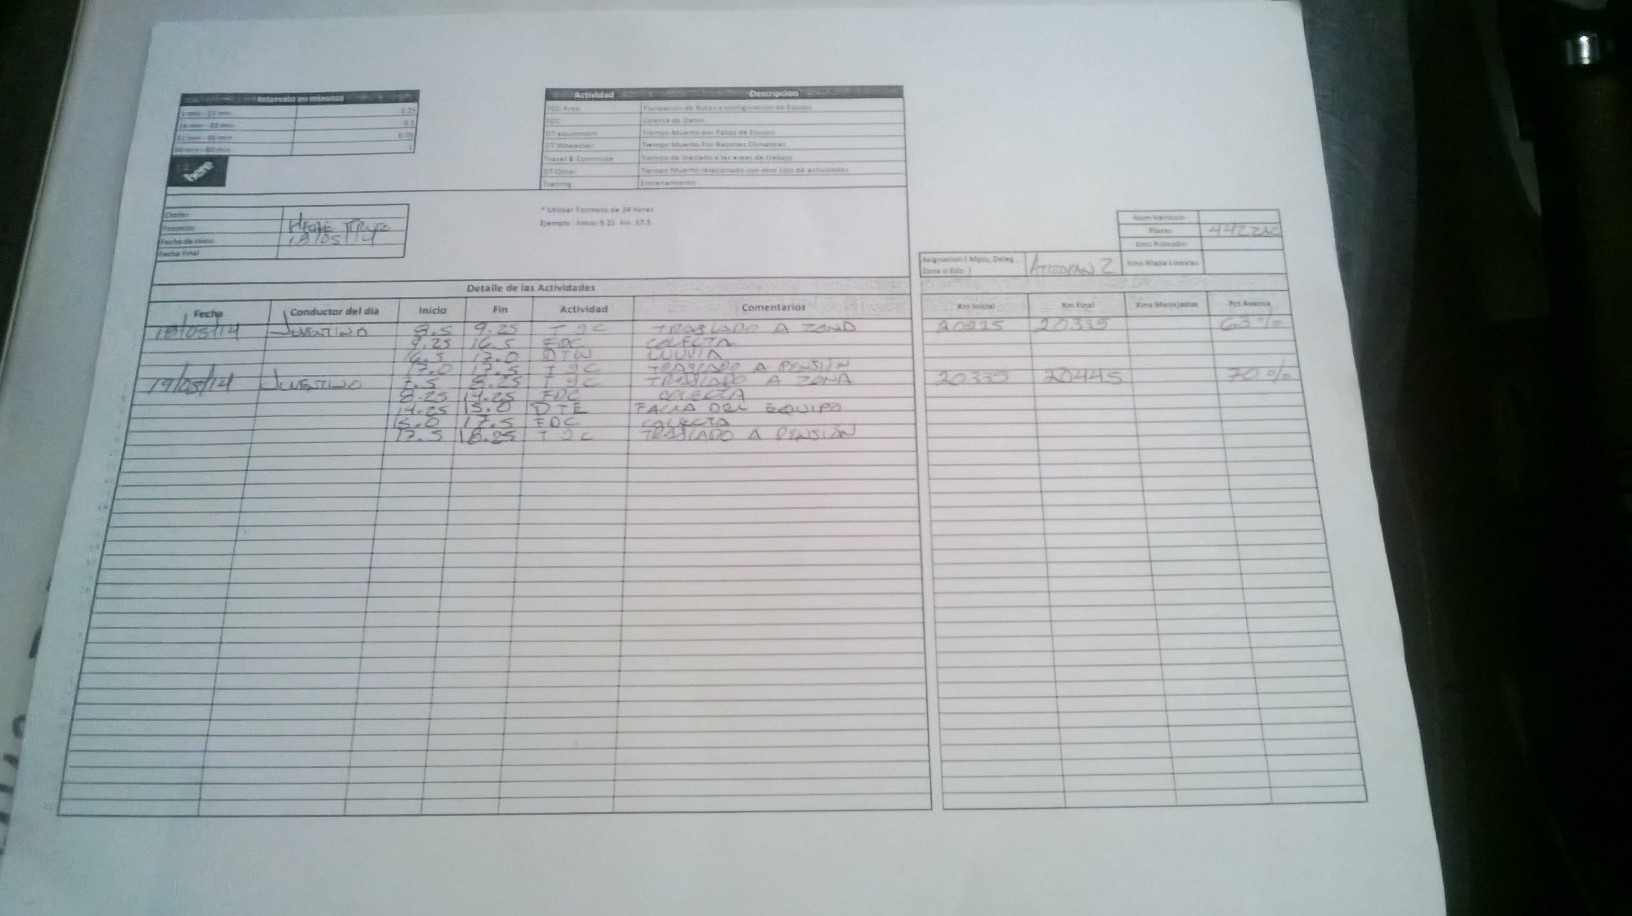 Intervalo en minutos
1 min - 15 min 0.25
16 min - 30 min 0.5
31 min - 45 min 0.75
46 min - 60 min 1
here
Actividad Descripcion
FDC-Prep Planeacion de Rutas y configuracion de Equipo
FDC Colecta de Datos
DT Equipment Tiempo Muerto por Fallas de Equipo
DT Wheather Tiempo Muerto Por Razones Climaticas
Travel & Commute Tiempo de traslado a las areas de trabajo
DT Other Tiempo Muerto relacionado con otro tipo de actividades
Training Entrenamiento
* Utilizar Formato de 24 horas
Ejemplo : Inicio: 9.25 Fin: 17.5
Proyecto HERE
Fecha de Inicio 18/05/14
Fecha Final
Num Vehiculo
Placas 442ZAC
Kms Ruteador
Asignacion ( Mpio, Deleg , Zona o Edo. ) ATIZAPAN 2
Kms Mapa Lineales
Detalle de las Actividades
Fecha Conductor del dia Inicio Fin Actividad Comentarios Km Inicial Km Final Kms Manejados Pct Avance
18/05/14 JUVENTINO 8.5 9.25 T&C TRASLADO A ZONA 20225 20335 63%
9.25 16.5 FDC COLECTA
16.5 17.0 DTW LLUVIA
17.0 17.5 T&C TRASLADO A PENSIÓN
19/05/14 JUVENTINO 7.5 8.25 T&C TRASLADO A ZONA 20335 20445 70%
8.25 14.25 FDC COLECTA
14.25 15.0 DTE FALLA DEL EQUIPO
15.0 17.5 FDC COLECTA
17.5 18.25 T&C TRASLADO A PENSIÓN